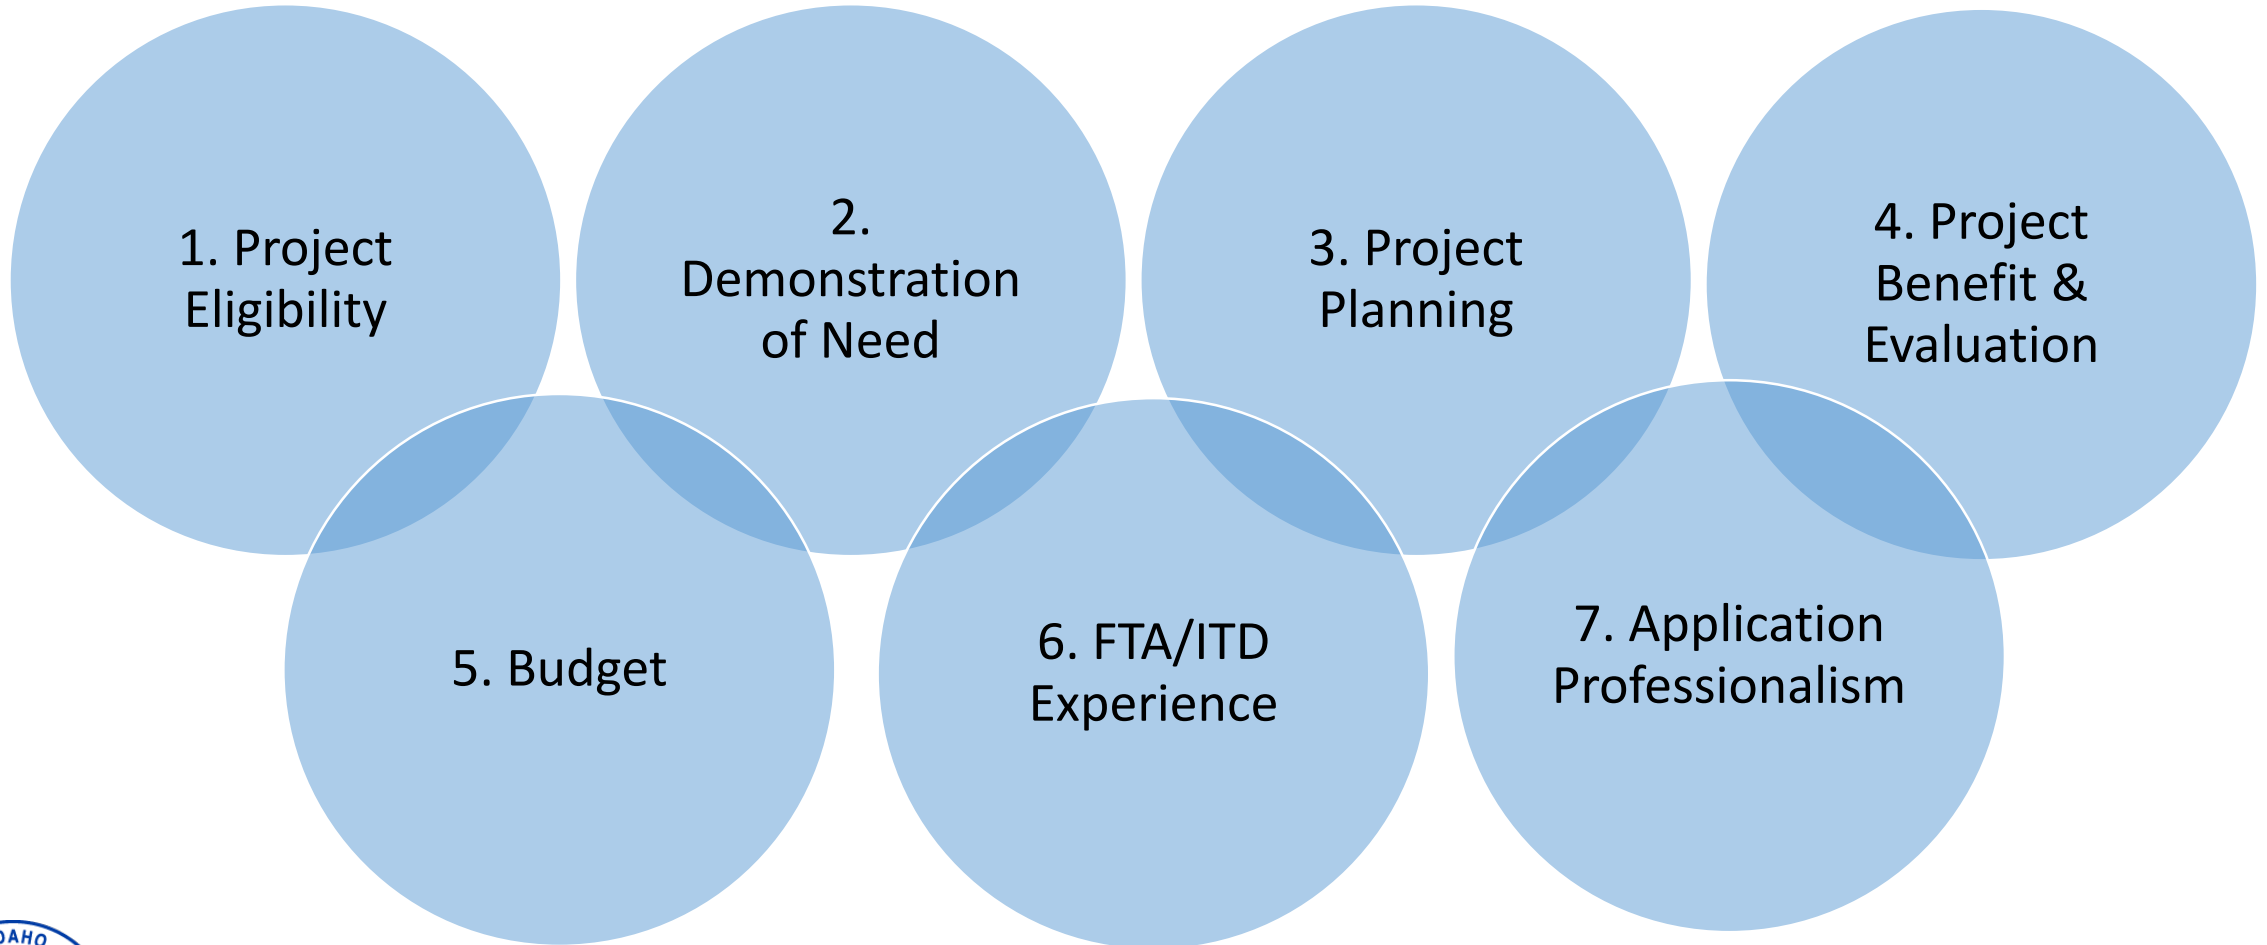 1. Project
Eligibility
2.
Demonstration
of Need
3. Project
Planning
4. Project
Benefit &
Evaluation
5. Budget
6. FTA/ITD
Experience
7. Application
Professionalism